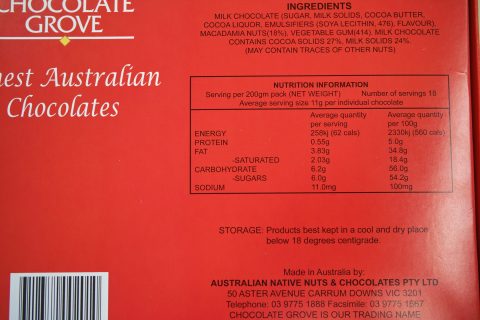 CHOCOLATE
GROVE
nest Australian
Chocolates
INGREDIENTS
MILK CHOCOLATE (SUGAR, MILK SOLIDS, COCOA BUTTER,
COCOA LIQUOR, EMULSIFIERS (SOYA LECITHIN, 476), FLAVOUR),
MACADAMIA NUTS(18%), VEGETABLE GUM(414). MILK CHOCOLATE
CONTAINS COCOA SOLIDS 27%, MILK SOLIDS 24%.
(MAY CONTAIN TRACES OF OTHER NUTS)
NUTRITION INFORMATION
Serving per 200gm pack (NET WEIGHT) Number of servings 18
Average serving size 11g per individual chocolate
Average quantity Average quantity
per serving per 100g
ENERGY 258kj (62 cals) 2330kj (560 cals)
PROTEIN 0.55g 5.0g
FAT 3.83g 34.8g
-SATURATED 2.03g 18.4g
CARBOHYDRATE 6.2g 56.0g
-SUGARS 6.0g 54.2g
SODIUM 11.0mg 100mg
STORAGE: Products best kept in a cool and dry place
below 18 degrees centigrade.
Made in Australia by:
AUSTRALIAN NATIVE NUTS & CHOCOLATES PTY LTD
50 ASTER AVENUE CARRUM DOWNS VIC 3201
Telephone: 03 9775 1888 Facsimile: 03 9775 1667
CHOCOLATE GROVE IS OUR TRADING NAME